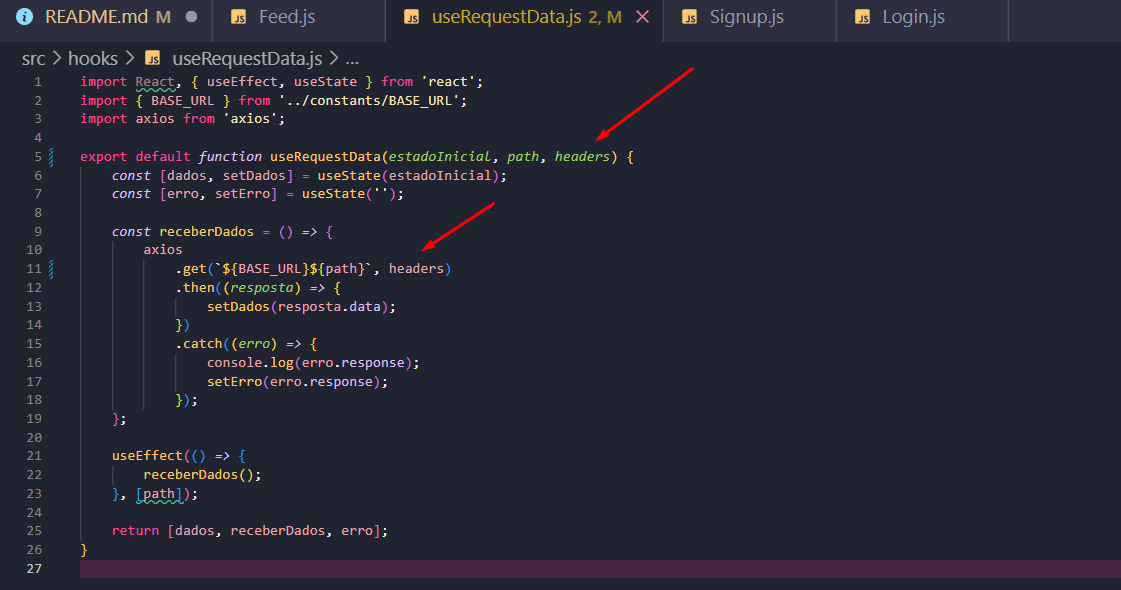 README.md M
JS Feed.js
JS useRequestData.js 2, M
JS Signup.js
JS Login.js
src > hooks > JS useRequestData.js > ...
1 import React, { useEffect, useState } from 'react';
2 import { BASE_URL } from '../constants/BASE_URL';
3 import axios from 'axios';
4
5 export default function useRequestData(estadoInicial, path, headers) {
6 const [dados, setDados] = useState(estadoInicial);
7 const [erro, setErro] = useState('');
8
9 const receberDados = () => {
10 axios
11 .get(`${BASE_URL}${path}`, headers)
12 .then((resposta) => {
13 setDados(resposta.data);
14 })
15 .catch((erro) => {
16 console.log(erro.response);
17 setErro(erro.response);
18 });
19 };
20
21 useEffect(() => {
22 receberDados();
23 }, [path]);
24
25 return [dados, receberDados, erro];
26 }
27